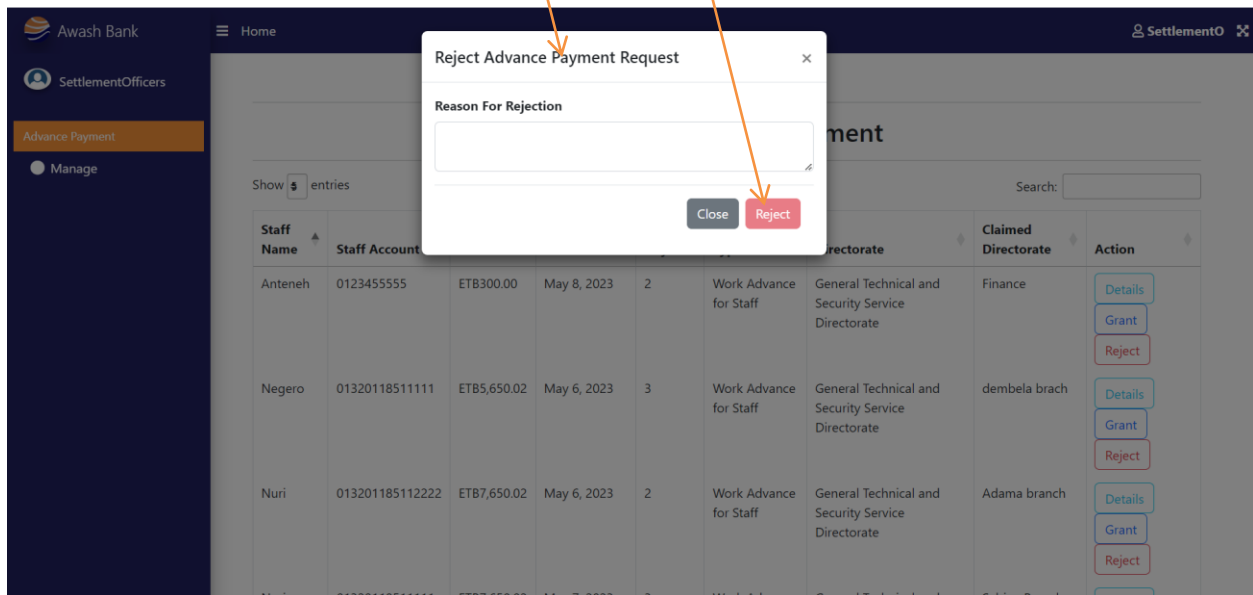 Awash Bank
Home
SettlementO
SettlementOfficers
Advance Payment
Manage
Reject Advance Payment Request ×
Reason For Rejection
Close Reject
ment
Show 5 entries Search:
Staff Name Staff Account Directorate Claimed Directorate Action
Anteneh 0123455555 ETB300.00 May 8, 2023 2 Work Advance General Technical and Finance Details
for Staff Security Service Grant
Directorate Reject
Negero 01320118511111 ETB5,650.02 May 6, 2023 3 Work Advance General Technical and dembela brach Details
for Staff Security Service Grant
Directorate Reject
Nuri 013201185112222 ETB7,650.02 May 6, 2023 2 Work Advance General Technical and Adama branch Details
for Staff Security Service Grant
Directorate Reject